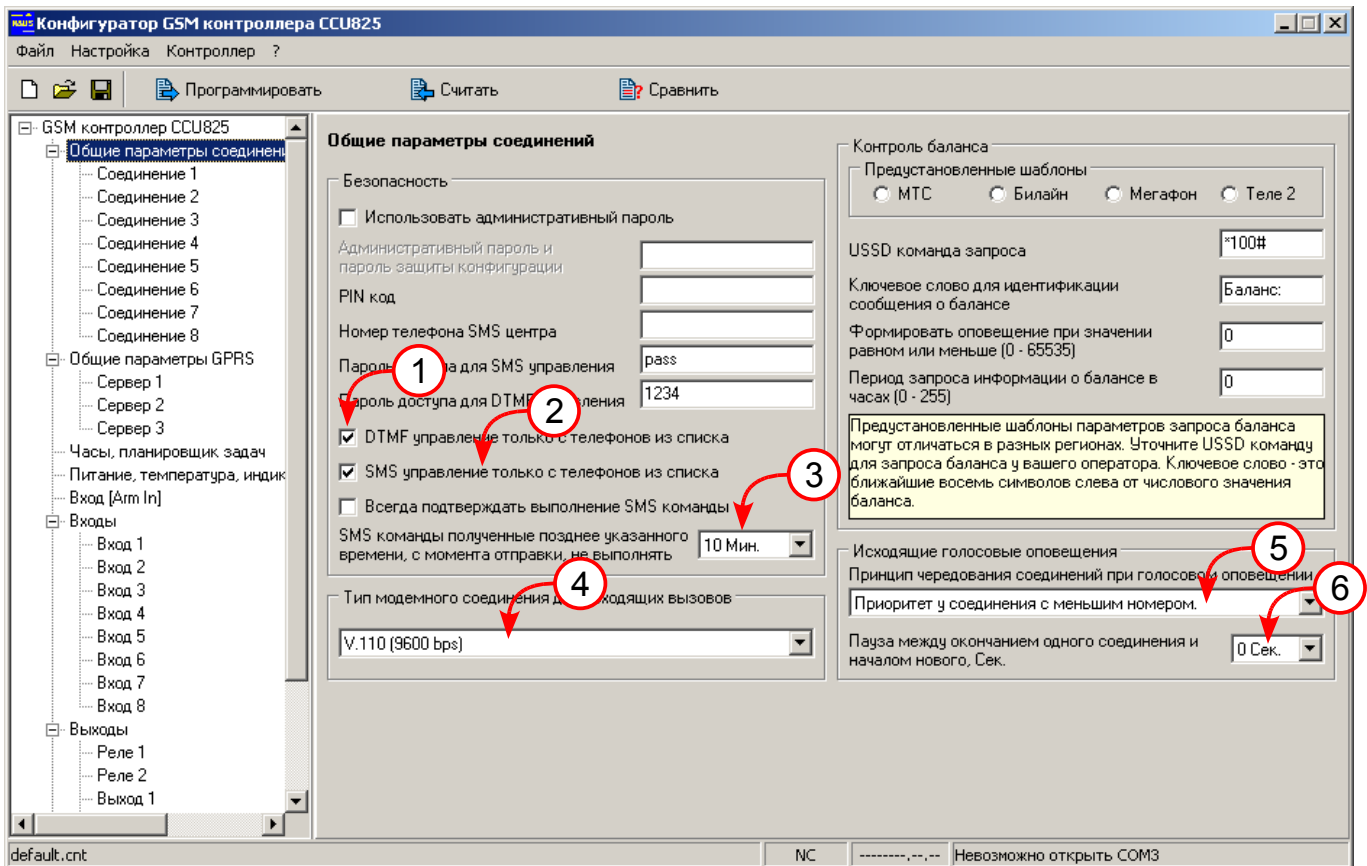 Конфигуратор GSM контроллера CCU825
Файл Настройка Контроллер ?
Программировать Считать Сравнить
GSM контроллер CCU825
Общие параметры соединени
Соединение 1
Соединение 2
Соединение 3
Соединение 4
Соединение 5
Соединение 6
Соединение 7
Соединение 8
Общие параметры GPRS
Сервер 1
Сервер 2
Сервер 3
Часы, планировщик задач
Питание, температура, индик
Вход [Arm In]
Входы
Вход 1
Вход 2
Вход 3
Вход 4
Вход 5
Вход 6
Вход 7
Вход 8
Выходы
Реле 1
Реле 2
Выход 1
Общие параметры соединений
Безопасность
Использовать административный пароль
Административный пароль и
пароль защиты конфигурации
PIN код
Номер телефона SMS центра
Пароль для SMS управления pass
1
Пароль доступа для DTMF 1234
2
DTMF управление только с телефонов из списка
SMS управление только с телефонов из списка
3
Всегда подтверждать выполнение SMS команды
SMS команды полученные позднее указанного
времени, с момента отправки, не выполнять
10 Мин.
4
Тип модемного соединения вызовов
V.110 (9600 bps)
Контроль баланса
Предустановленные шаблоны
МТС Билайн Мегафон Теле 2
USSD команда запроса *100#
Ключевое слово для идентификации
сообщения о балансе
Баланс:
Формировать оповещение при значении
равном или меньше (0 - 65535)
0
Период запроса информации о балансе в
часах (0 - 255)
0
Предустановленные шаблоны параметров запроса баланса
могут отличаться в разных регионах. Уточните USSD команду
для запроса баланса у вашего оператора. Ключевое слово - это
ближайшие восемь символов слева от числового значения
баланса.
Исходящие голосовые оповещения
5
Принцип чередования соединений при голосовом оповещении
6
Приоритет у соединения с меньшим номером.
Пауза между окончанием одного соединения и
началом нового, Сек.
0 Сек.
default.cnt NC --------,--,-- Невозможно открыть COM3